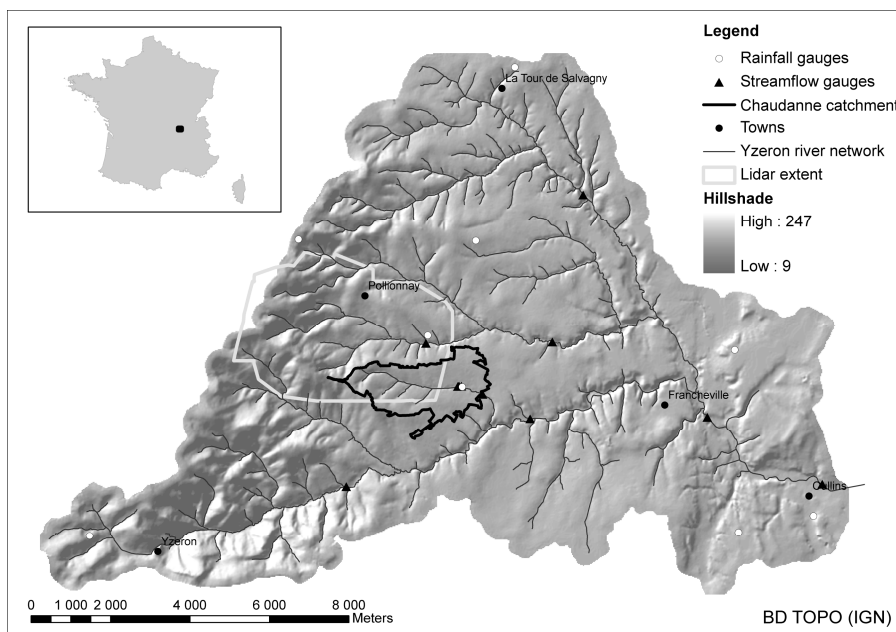 Legend
Rainfall gauges
Streamflow gauges
Chaudanne catchment
Towns
Yzeron river network
Lidar extent
Hillshade
High : 247
Low : 9
La Tour de Salvagny
Pollionnay
Francheville
Oullins
Yzeron
0 1 000 2 000 4 000 6 000 8 000
Meters
BD TOPO (IGN)